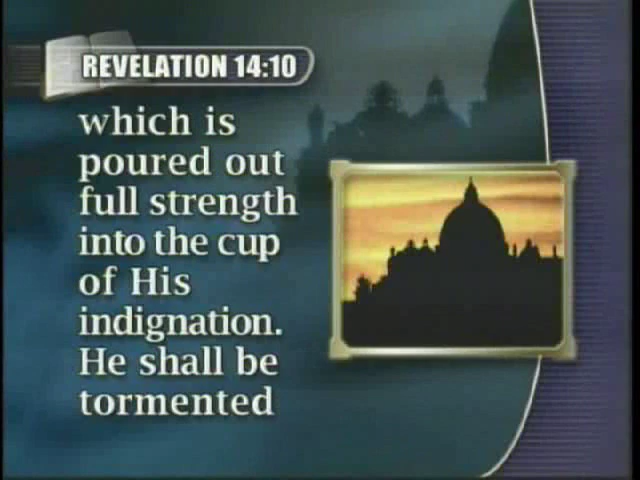 REVELATION 14:10
which is
poured out
full strength
into the cup
of His
indignation.
He shall be
tormented